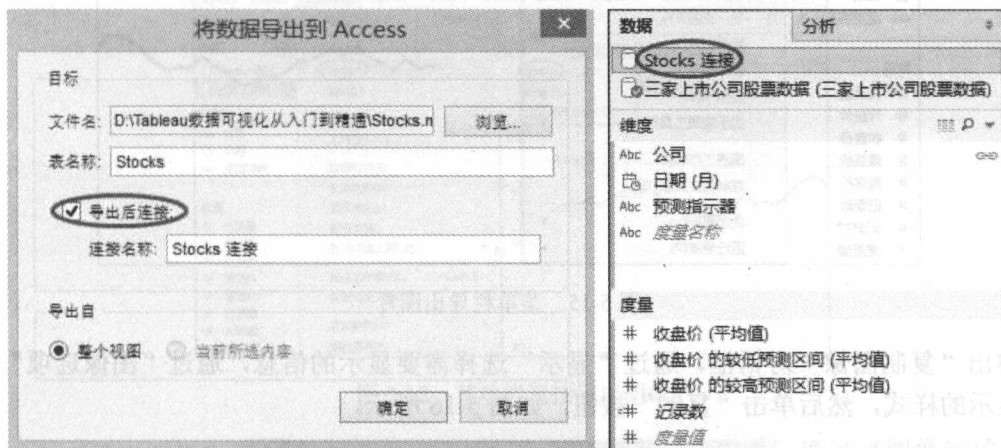 将数据导出到 Access
目标
文件名: D:\Tableau数据可视化从入门到精通\Stocks.n 浏览...
表名称: Stocks
导出后连接:
连接名称: Stocks 连接
导出自
整个视图 当前所选内容
确定 取消
数据 分析
Stocks 连接
三家上市公司股票数据 (三家上市公司股票数据)
维度
Abc 公司
日期 (月)
Abc 预测指示器
Abc 度量名称
度量
# 收盘价 (平均值)
# 收盘价 的较低预测区间 (平均值)
# 收盘价 的较高预测区间 (平均值)
# 记录数
# 度量值